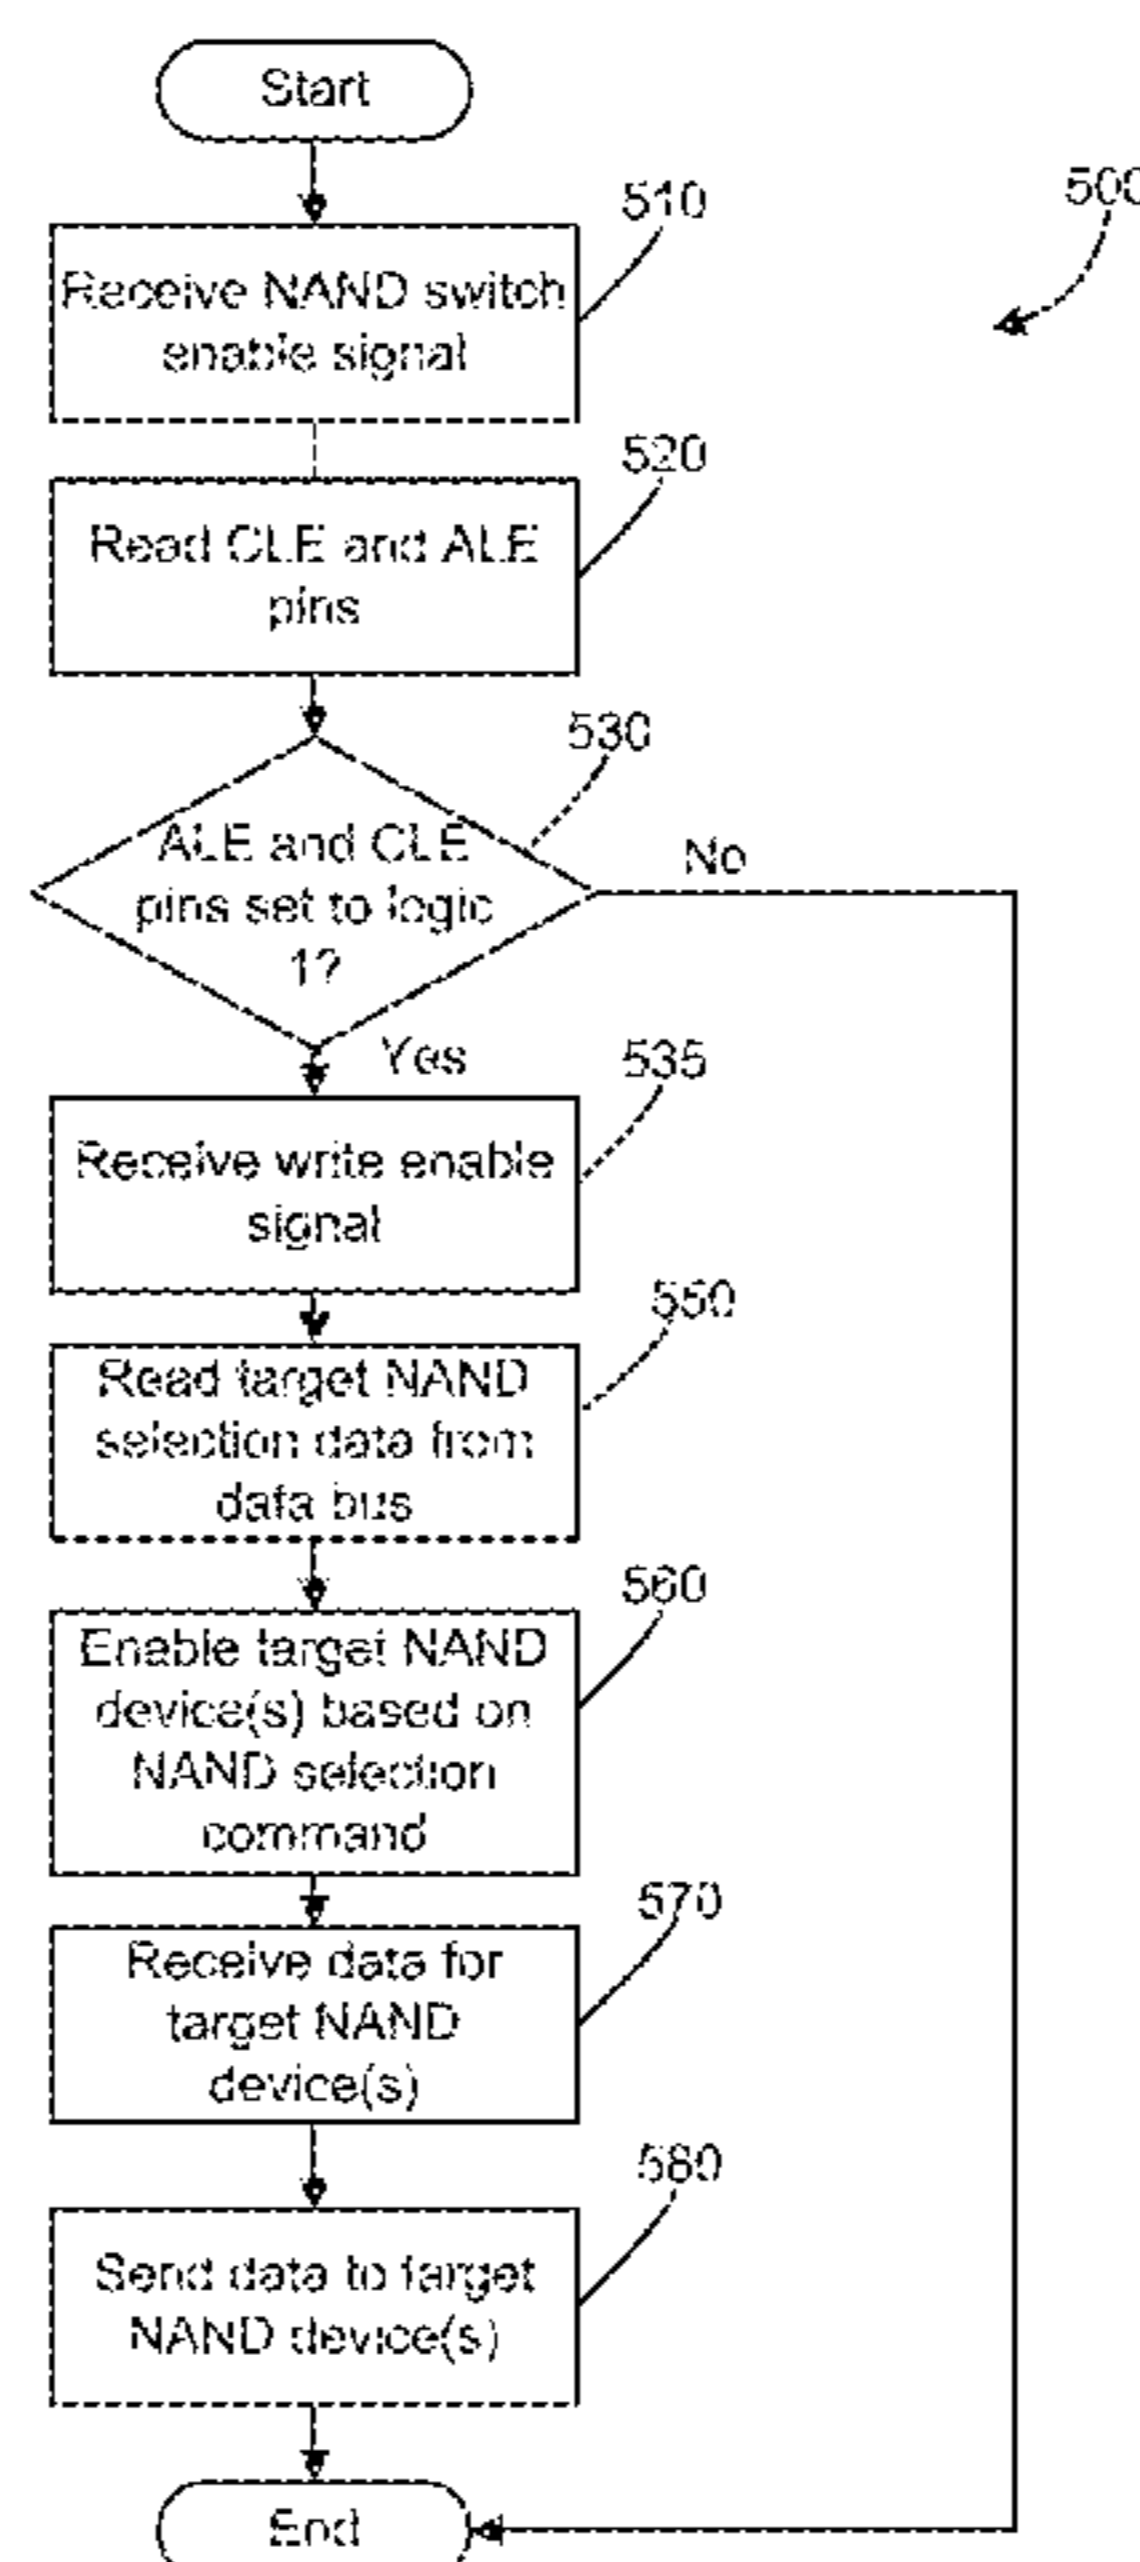 Start
510
500
Receive NAND switch
enable signal
520
Read CLE and ALE
pins
530
ALE and CLE
pins set to logic
1?
No
Yes
535
Receive write enable
signal
550
Read target NAND
selection data from
data bus
560
Enable target NAND
device(s) based on
NAND selection
command
570
Receive data for
target NAND
device(s)
580
Send data to target
NAND device(s)
End